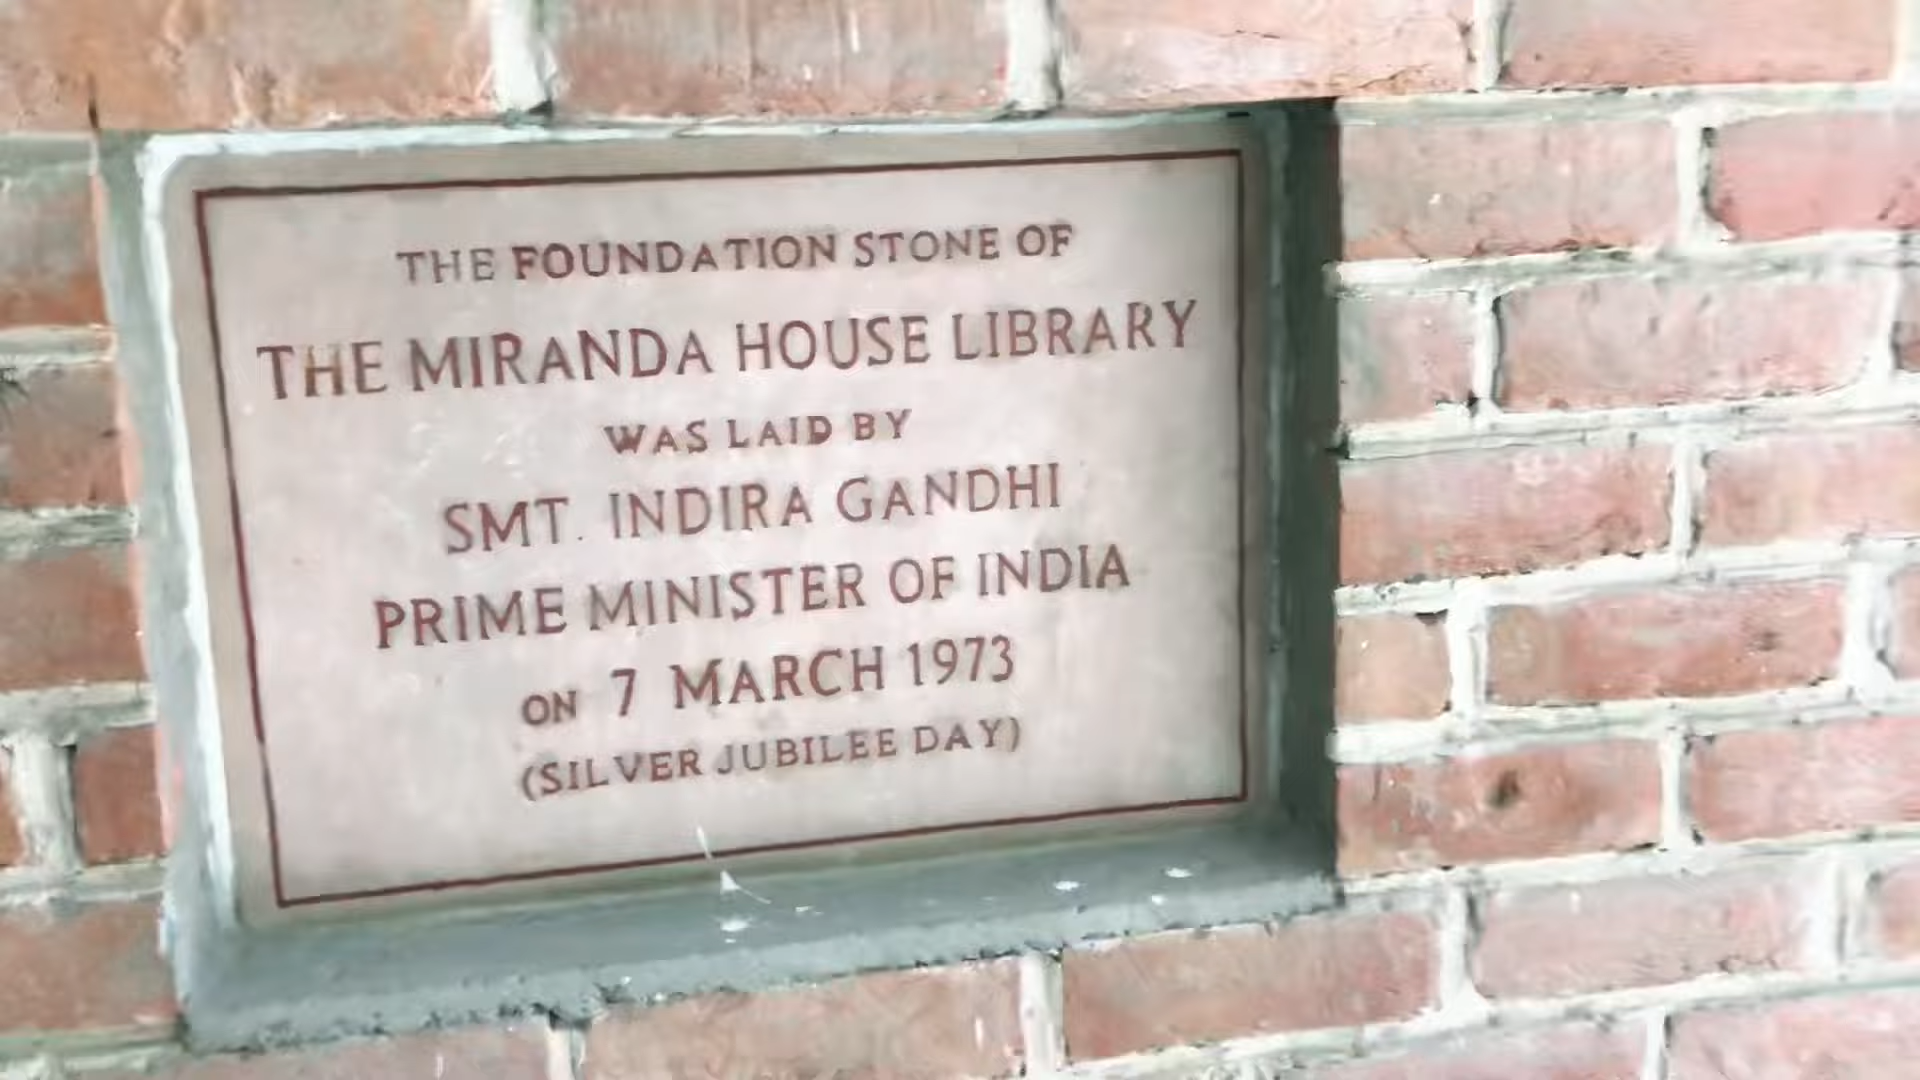 THE FOUNDATION STONE OF
THE MIRANDA HOUSE LIBRARY
WAS LAID BY
SMT. INDIRA GANDHI
PRIME MINISTER OF INDIA
ON 7 MARCH 1973
(SILVER JUBILEE DAY)